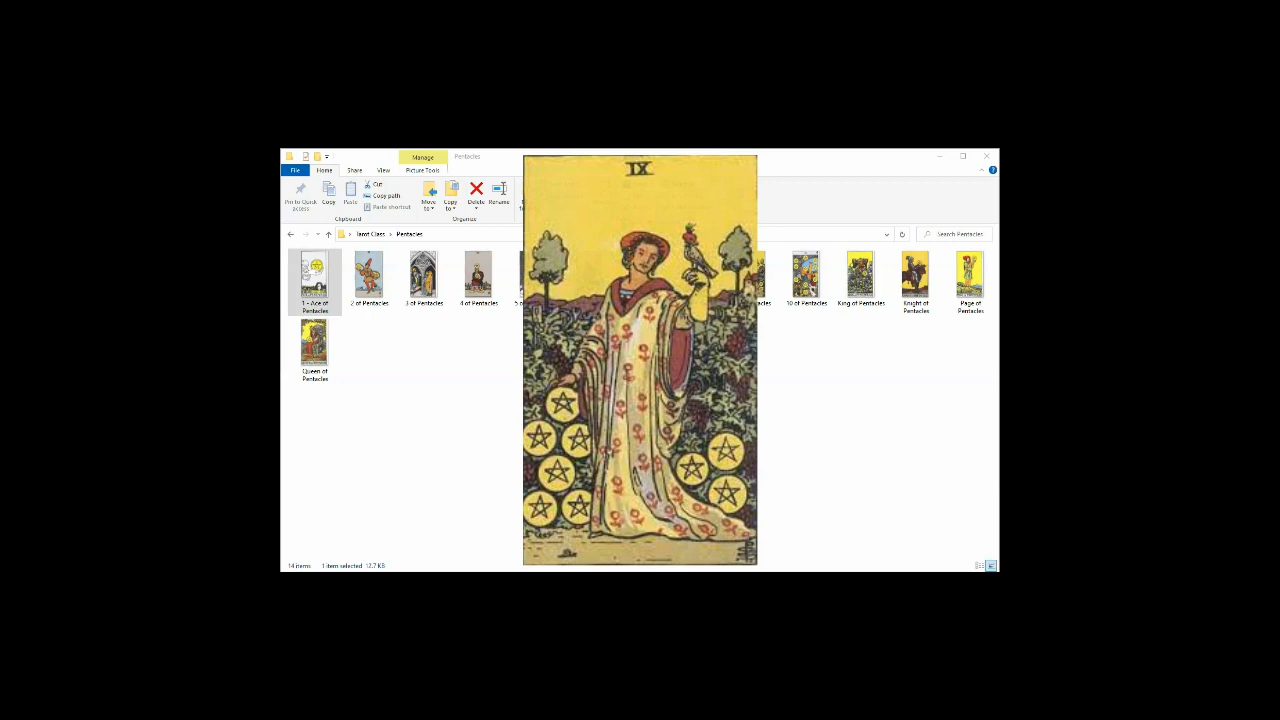 Manage
Pentacles
File
Home
Share
View
Picture Tools
Pin to Quick access
Copy
Paste
Cut
Copy path
Paste shortcut
Move to
Copy to
Delete
Rename
Clipboard
Organize
Tarot Class > Pentacles
Search Pentacles
IX
1 - Ace of Pentacles
2 of Pentacles
3 of Pentacles
4 of Pentacles
10 of Pentacles
King of Pentacles
Knight of Pentacles
Page of Pentacles
Queen of Pentacles
14 items
1 item selected 12.7 KB